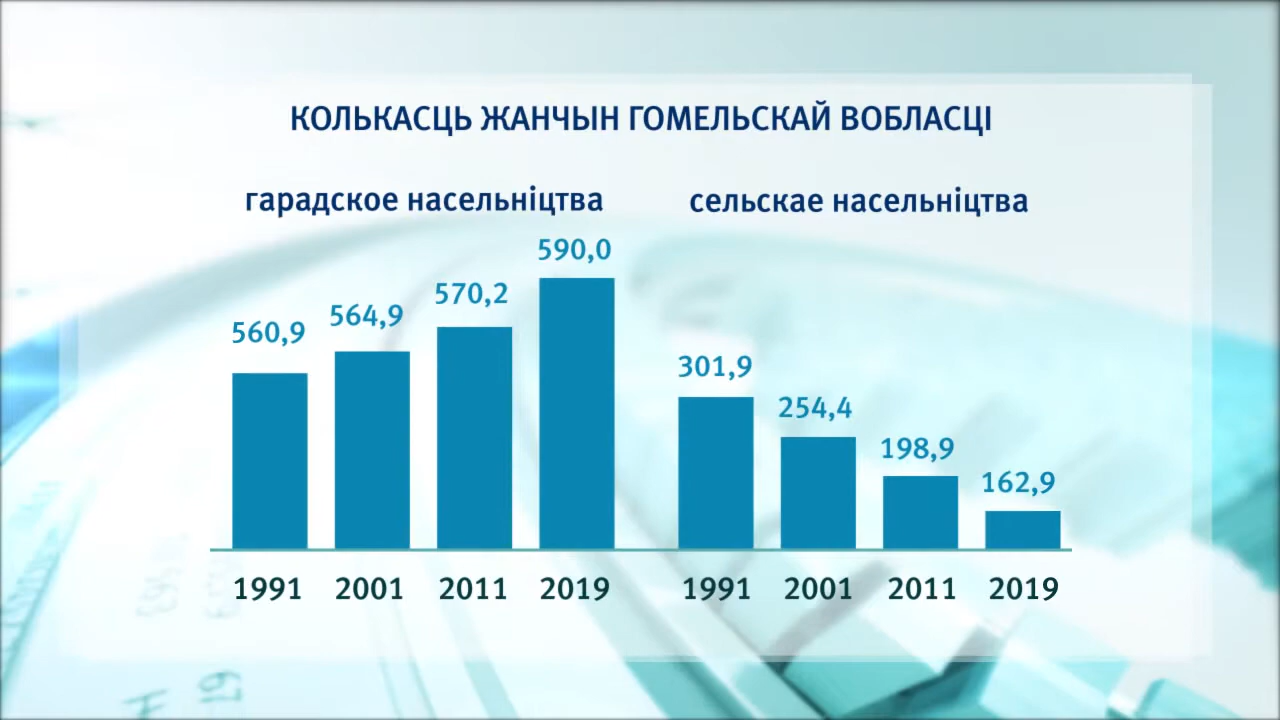 КОЛЬКАСЦЬ ЖАНЧЫН ГОМЕЛЬСКАЙ ВОБЛАСЦІ
гарадское насельніцтва
сельскае насельніцтва
560,9 564,9 570,2 590,0
301,9 254,4 198,9 162,9
1991 2001 2011 2019
1991 2001 2011 2019